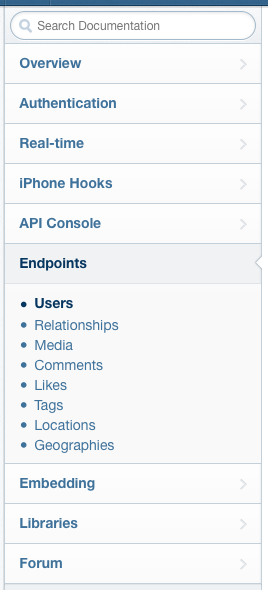 Search Documentation
Overview
Authentication
Real-time
iPhone Hooks
API Console
Endpoints
Users
Relationships
Media
Comments
Likes
Tags
Locations
Geographies
Embedding
Libraries
Forum